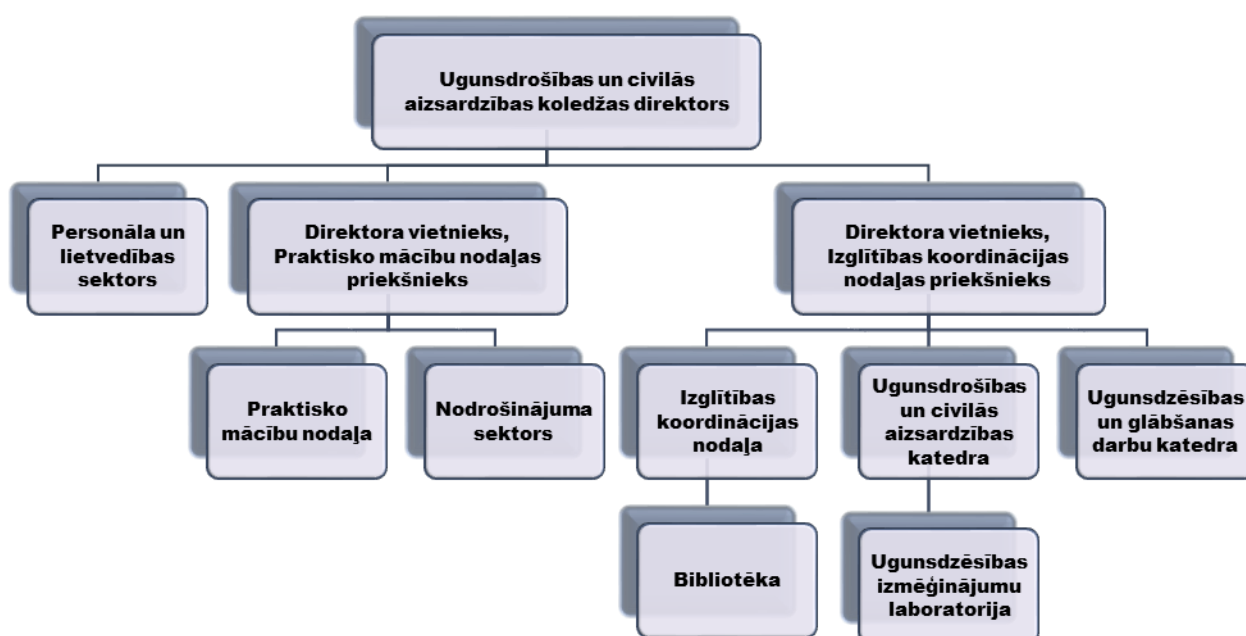 Ugunsdrošības un civilās
aizsardzības koledžas direktors
Personāla un
lietvedības
sektors
Direktora vietnieks,
Praktisko mācību nodaļas
priekšnieks
Direktora vietnieks,
Izglītības koordinācijas
nodaļas priekšnieks
Praktisko
mācību nodaļa
Nodrošinājuma
sektors
Izglītības
koordinācijas
nodaļa
Ugunsdrošības
un civilās
aizsardzības
katedra
Ugunsdzēsības
un glābšanas
darbu katedra
Bibliotēka
Ugunsdzēsības
izmēģinājumu
laboratorija